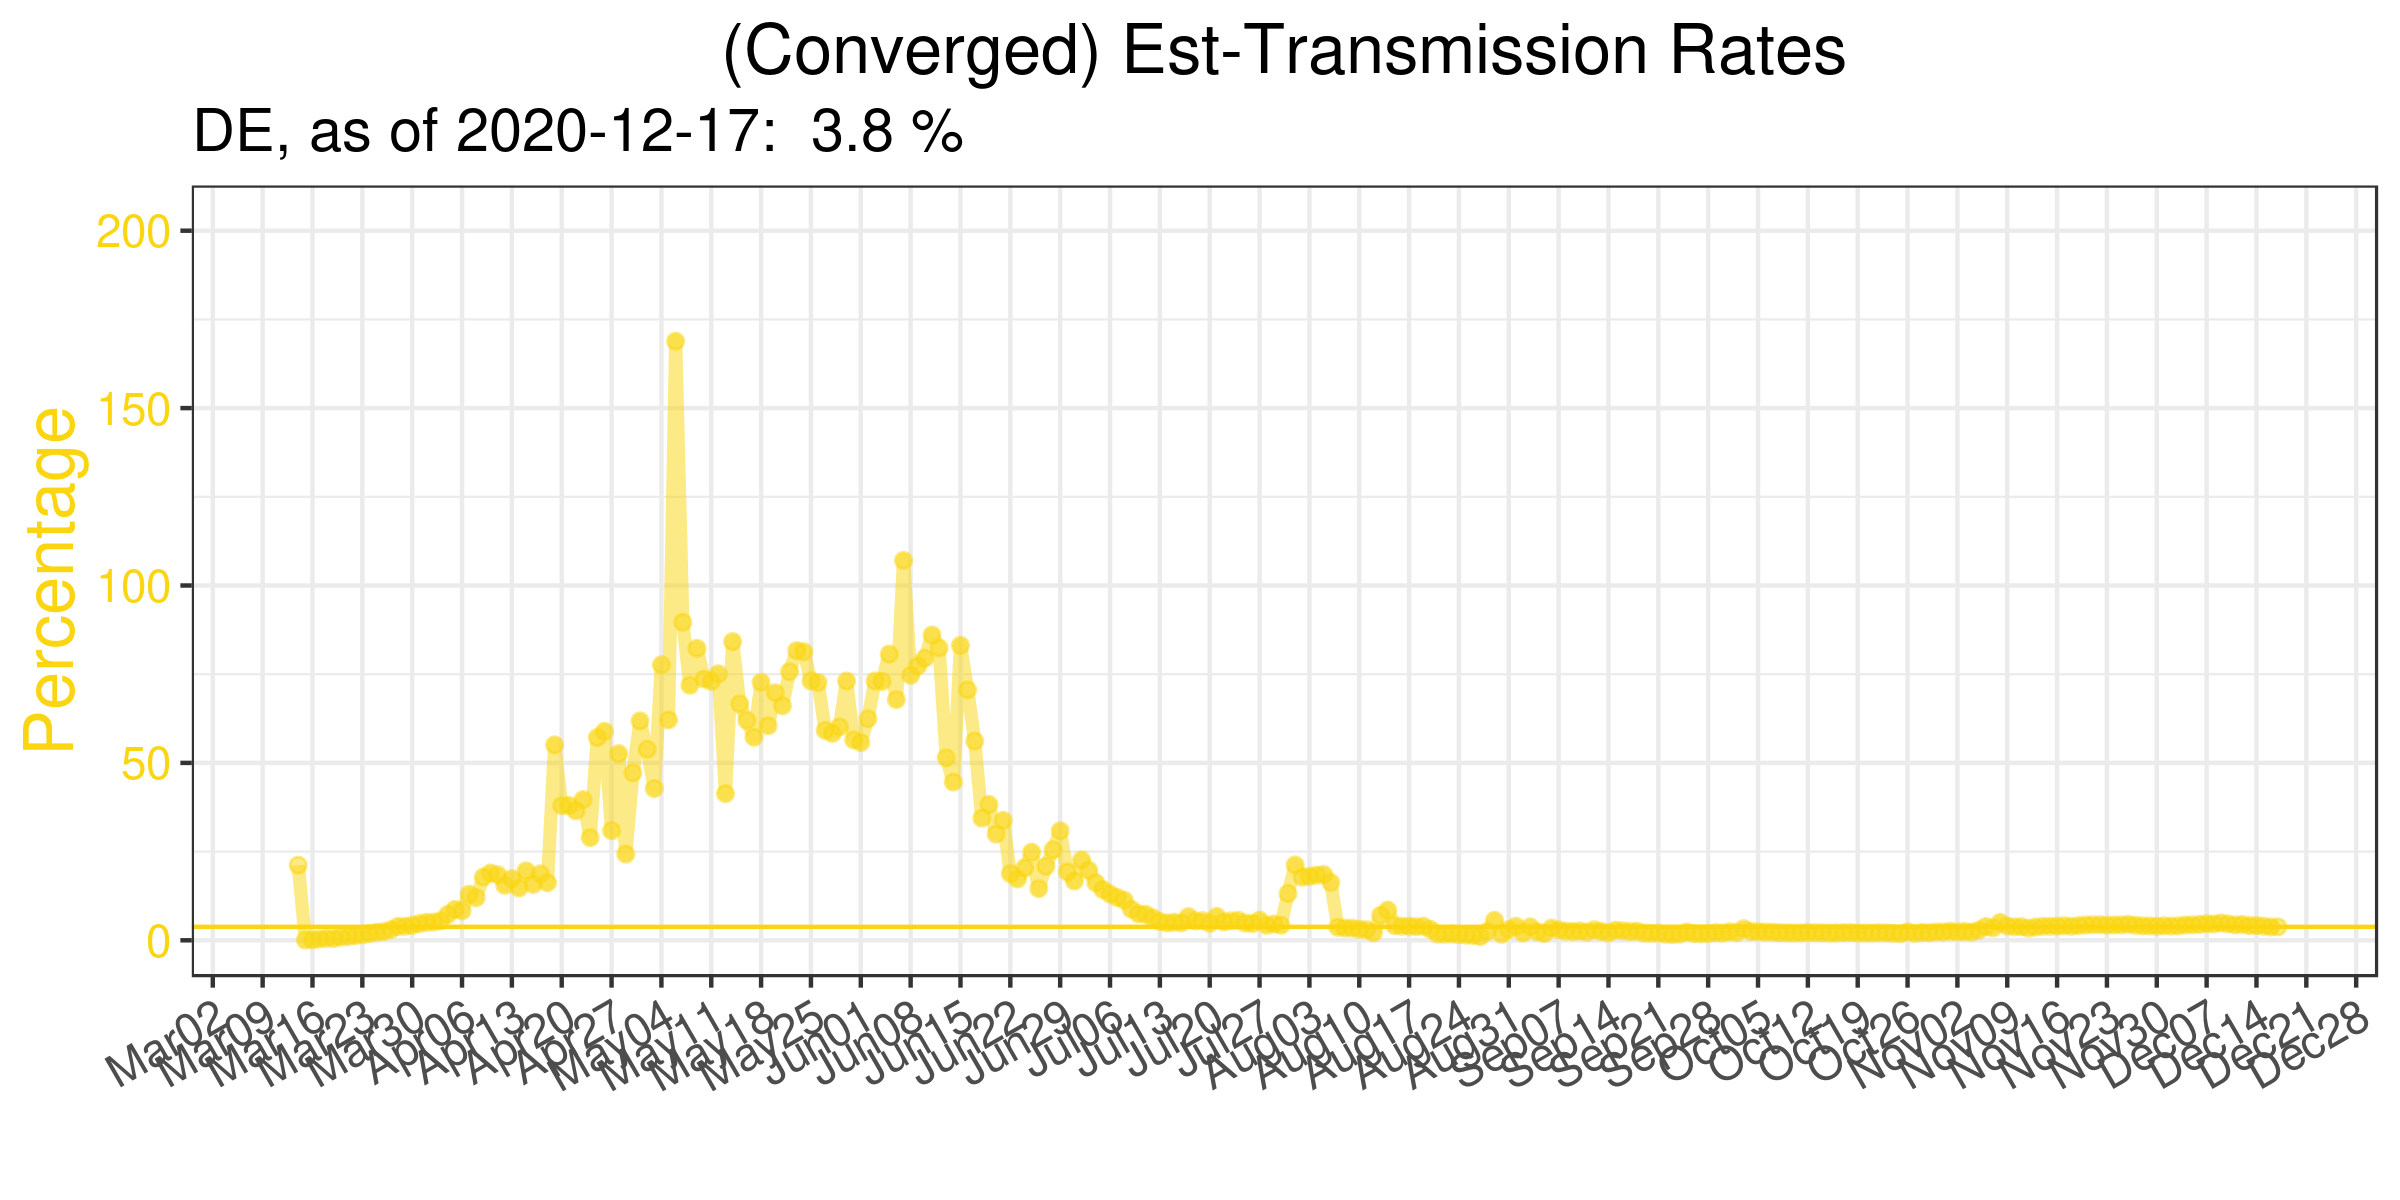 (Converged) Est-Transmission Rates
DE, as of 2020-12-17:  3.8 %
Percentage
200
150
100
50
0
Mar02
Mar09
Mar16
Mar23
Mar30
Apr06
Apr13
Apr20
Apr27
May04
May11
May18
May25
Jun01
Jun08
Jun15
Jun22
Jun29
Jul06
Jul13
Jul20
Jul27
Aug03
Aug10
Aug17
Aug24
Aug31
Sep07
Sep14
Sep21
Sep28
Oct05
Oct12
Oct19
Oct26
Nov02
Nov09
Nov16
Nov23
Nov30
Dec07
Dec14
Dec21
Dec28